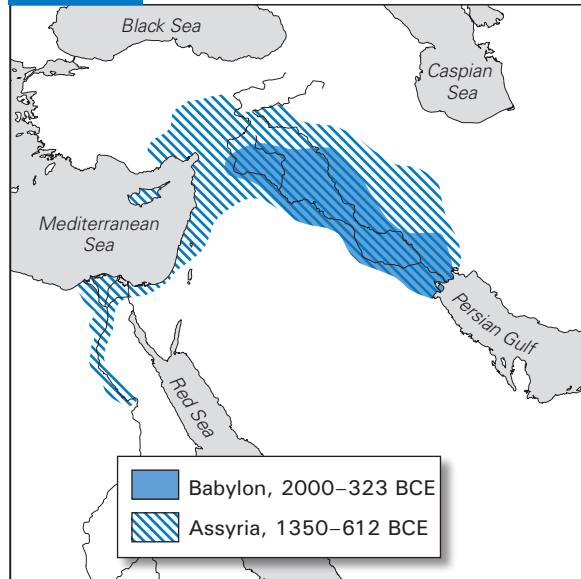 Black Sea
Caspian
Sea
Mediterranean
Sea
Persian Gulf
Red Sea
Babylon, 2000–323 BCE
Assyria, 1350–612 BCE